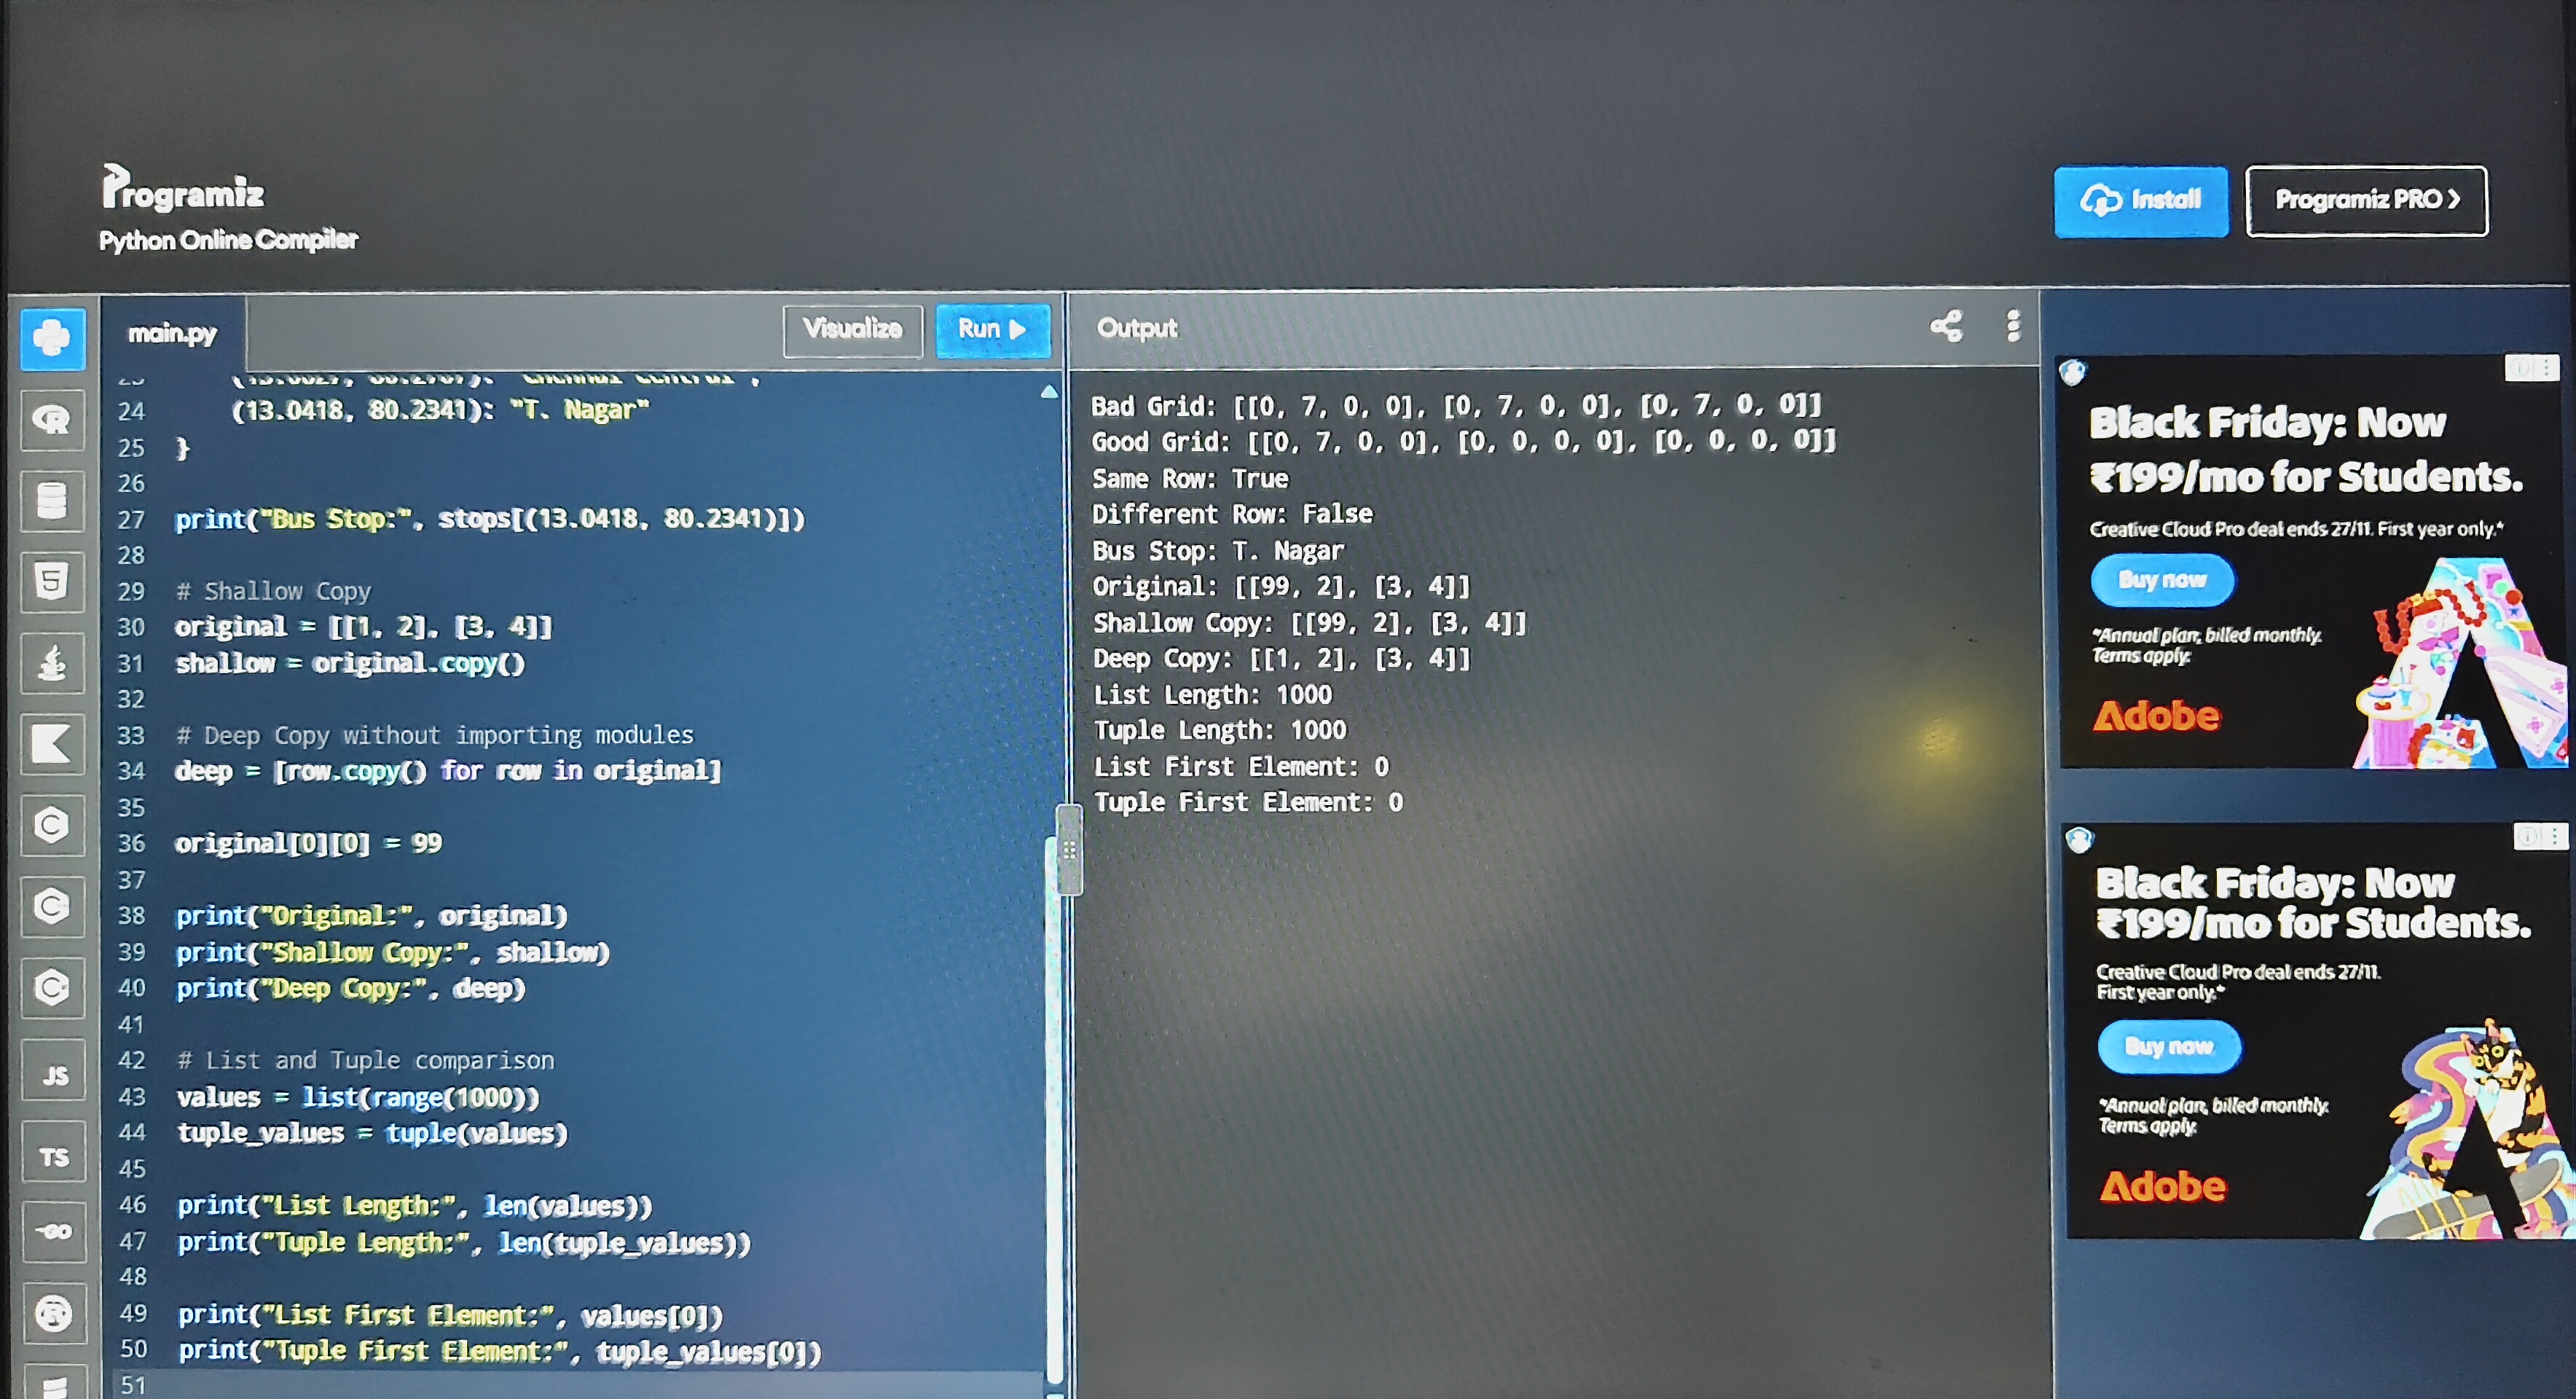 Programiz
Python Online Compiler
Install
Programiz PRO >
main.py
Visualize
Run
Output
24 (13.0418, 80.2341): "T. Nagar"
25 }
26
27 print("Bus Stop:", stops[(13.0418, 80.2341)])
28
29 # Shallow Copy
30 original = [[1, 2], [3, 4]]
31 shallow = original.copy()
32
33 # Deep Copy without importing modules
34 deep = [row.copy() for row in original]
35
36 original[0][0] = 99
37
38 print("Original:", original)
39 print("Shallow Copy:", shallow)
40 print("Deep Copy:", deep)
41
42 # List and Tuple comparison
43 values = list(range(1000))
44 tuple_values = tuple(values)
45
46 print("List Length:", len(values))
47 print("Tuple Length:", len(tuple_values))
48
49 print("List First Element:", values[0])
50 print("Tuple First Element:", tuple_values[0])
51
Bad Grid: [[0, 7, 0, 0], [0, 7, 0, 0], [0, 7, 0, 0]]
Good Grid: [[0, 7, 0, 0], [0, 0, 0, 0], [0, 0, 0, 0]]
Same Row: True
Different Row: False
Bus Stop: T. Nagar
Original: [[99, 2], [3, 4]]
Shallow Copy: [[99, 2], [3, 4]]
Deep Copy: [[1, 2], [3, 4]]
List Length: 1000
Tuple Length: 1000
List First Element: 0
Tuple First Element: 0
JS
TS
GO
Black Friday: Now
₹199/mo for Students.
Creative Cloud Pro deal ends 27/11. First year only.*
Buy now
*Annual plan, billed monthly.
Terms apply.
Adobe
Black Friday: Now
₹199/mo for Students.
Creative Cloud Pro deal ends 27/11.
First year only.*
Buy now
*Annual plan, billed monthly.
Terms apply.
Adobe